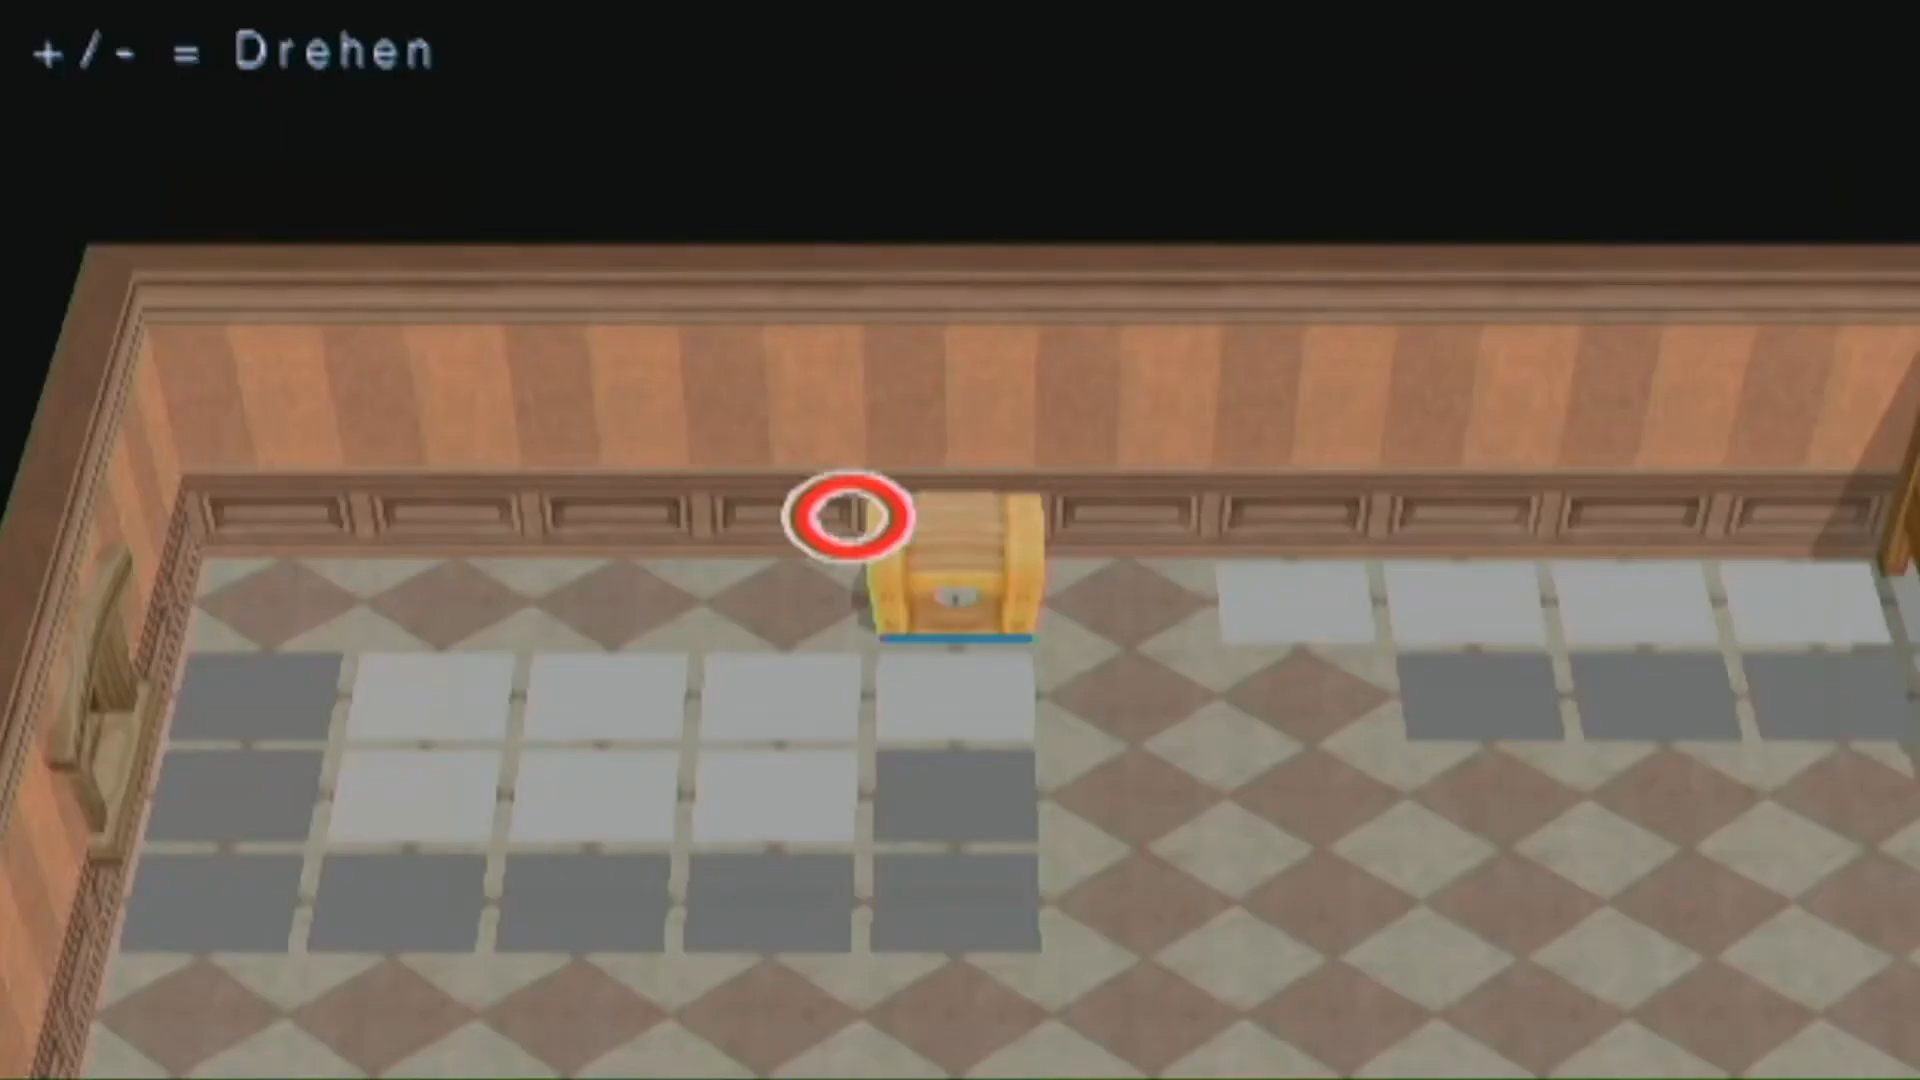 +/- = Drehen